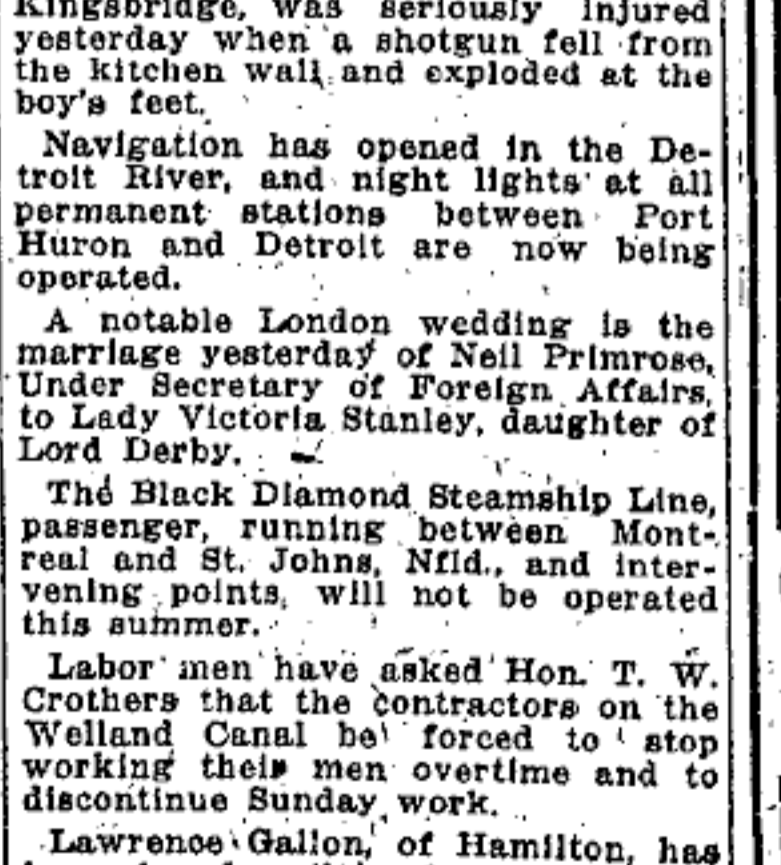 Kingsbridge, was seriously injured
yesterday when a shotgun fell from
the kitchen wall and exploded at the
boy's feet.
Navigation has opened in the De-
troit River, and night lights at all
permanent stations between Port
Huron and Detroit are now being
operated.
A notable London wedding is the
marriage yesterday of Neil Primrose,
Under Secretary of Foreign Affairs,
to Lady Victoria Stanley, daughter of
Lord Derby.
The Black Diamond Steamship Line,
passenger, running between Mont-
real and St. Johns, Nfld., and inter-
vening points, will not be operated
this summer.
Labor men have asked Hon. T. W.
Crothers that the contractors on the
Welland Canal be forced to stop
working their men overtime and to
discontinue Sunday work.
Lawrence Gallon, of Hamilton, has